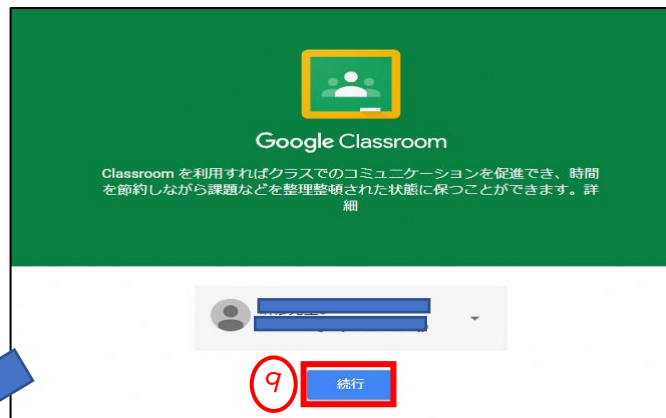 Google Classroom
Classroom を利用すればクラスでのコミュニケーションを促進でき、時間
を節約しながら課題などを整理整頓された状態に保つことができます。詳
細
9
続行